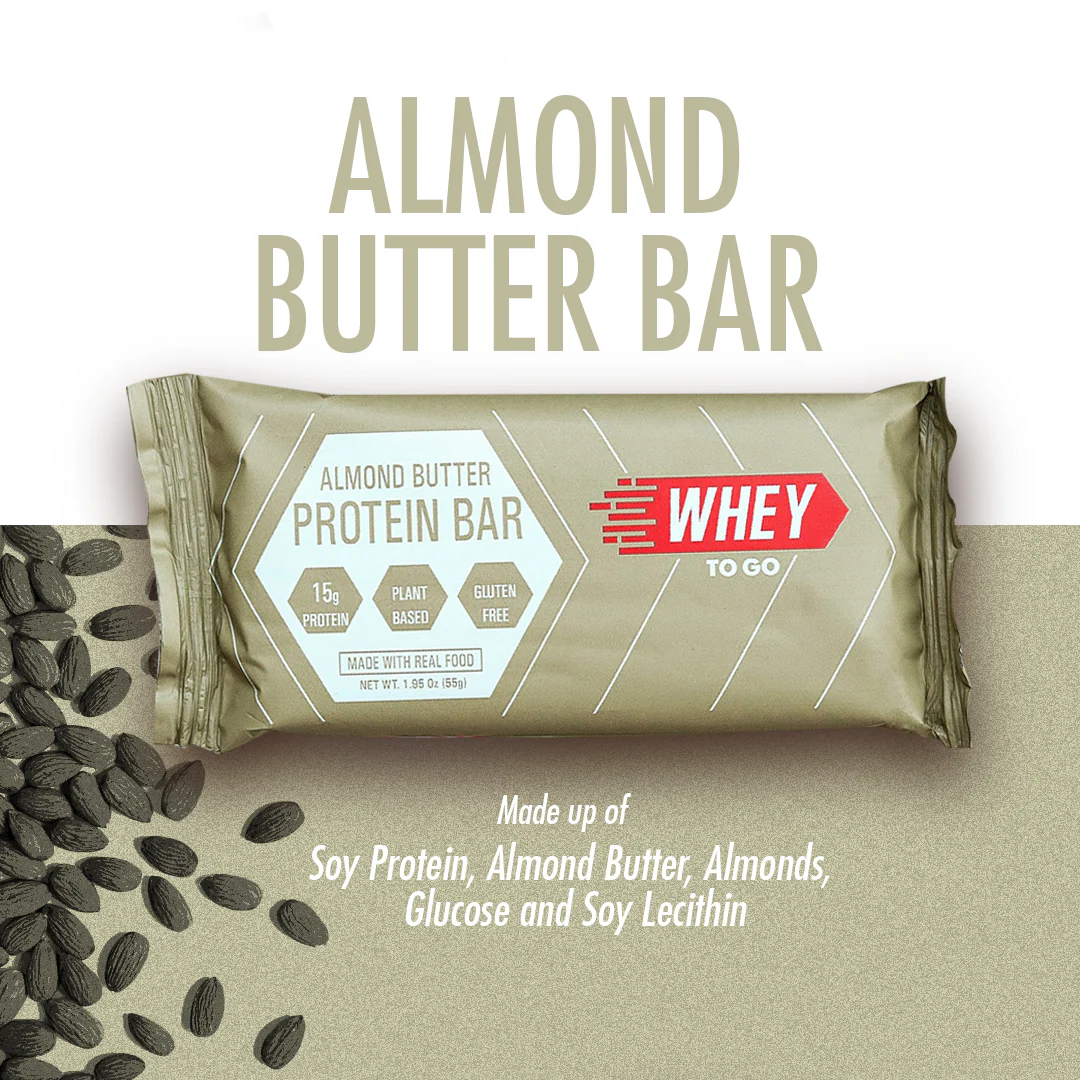 ALMOND
BUTTER BAR
ALMOND BUTTER
PROTEIN BAR
15g
PROTEIN
PLANT
BASED
GLUTEN
FREE
MADE WITH REAL FOOD
NET WT. 1.95 Oz (55g)
WHEY
TO GO
Made up of
Soy Protein, Almond Butter, Almonds,
Glucose and Soy Lecithin